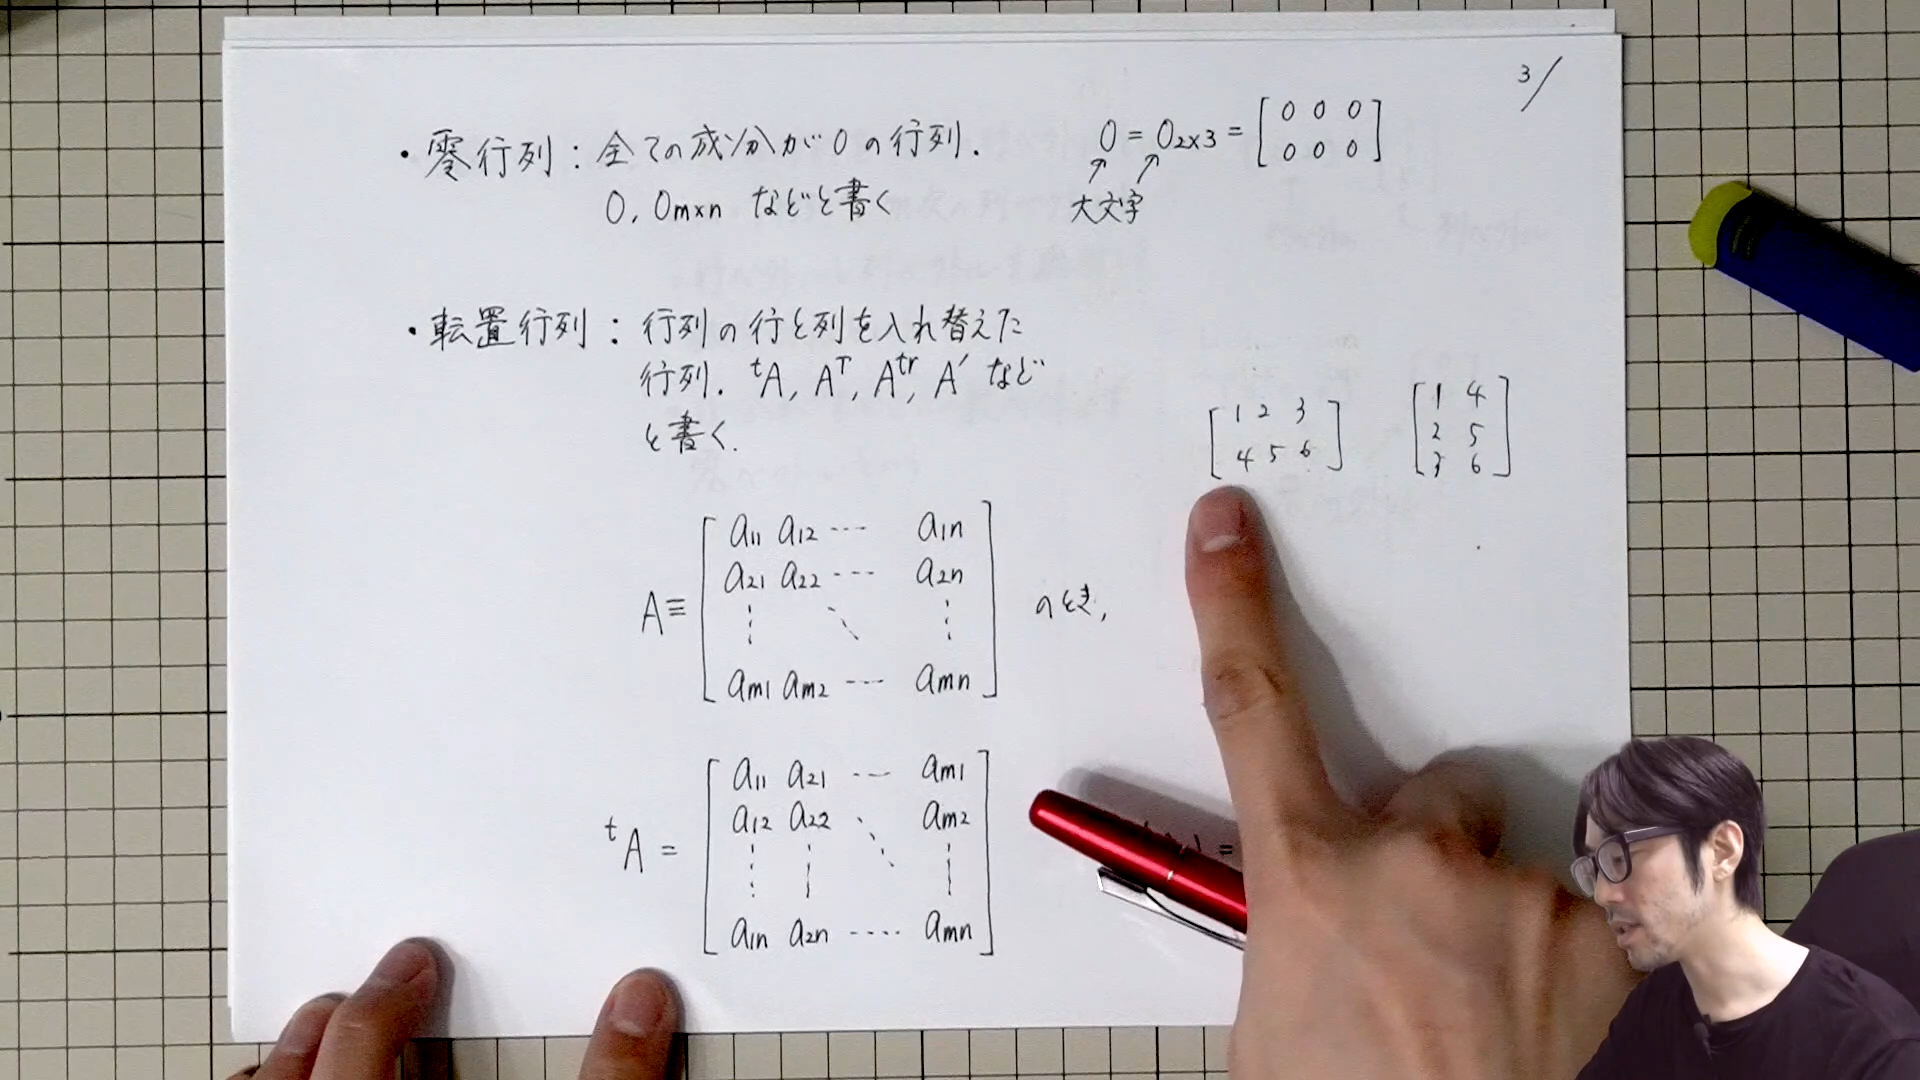 3/
・零行列：全ての成分が0の行列.
O, Om×n などと書く
O = O2×3 = [ 0 0 0
0 0 0 ]
大文字
・転置行列：行列の行と列を入れ替えた
行列. ᵗA, Aᵀ, Aᵗʳ, A′ など
と書く.
[ 1 2 3
4 5 6 ]
[ 1 4
2 5
3 6 ]
A≡ [ a11 a12 ---- a1n
a21 a22 ---- a2n
am1 am2 ---- amn ] のとき,
ᵗA = [ a11 a21 --- am1
a12 a22 am2
a1n a2n ---- amn ]